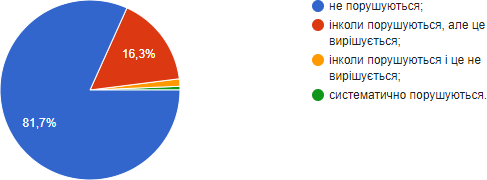 не порушуються;
інколи порушуються, але це
вирішується;
інколи порушуються і це не
вирішується;
систематично порушуються.
16,3%
81,7%